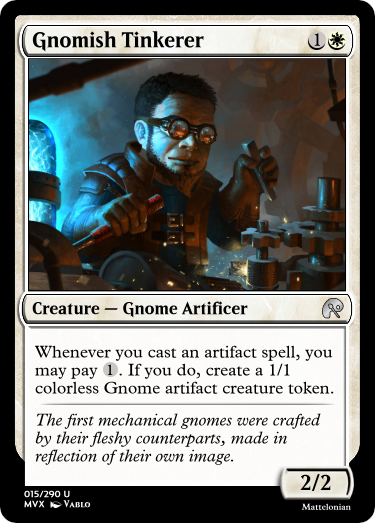 Gnomish Tinkerer 1
Creature — Gnome Artificer
Whenever you cast an artifact spell, you
may pay 1. If you do, create a 1/1
colorless Gnome artifact creature token.
The first mechanical gnomes were crafted
by their fleshy counterparts, made in
reflection of their own image.
2/2
015/290 U
MVX VABLO
Mattelonian